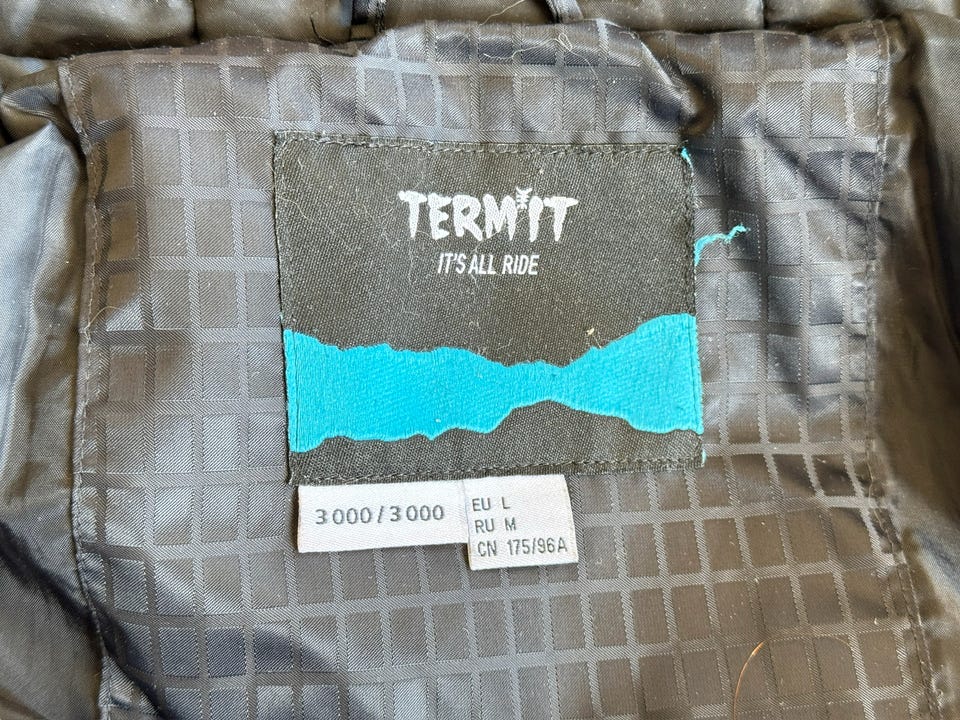 TERMIT
IT'S ALL RIDE
3000/3000
EU L
RU M
CN 175/96A